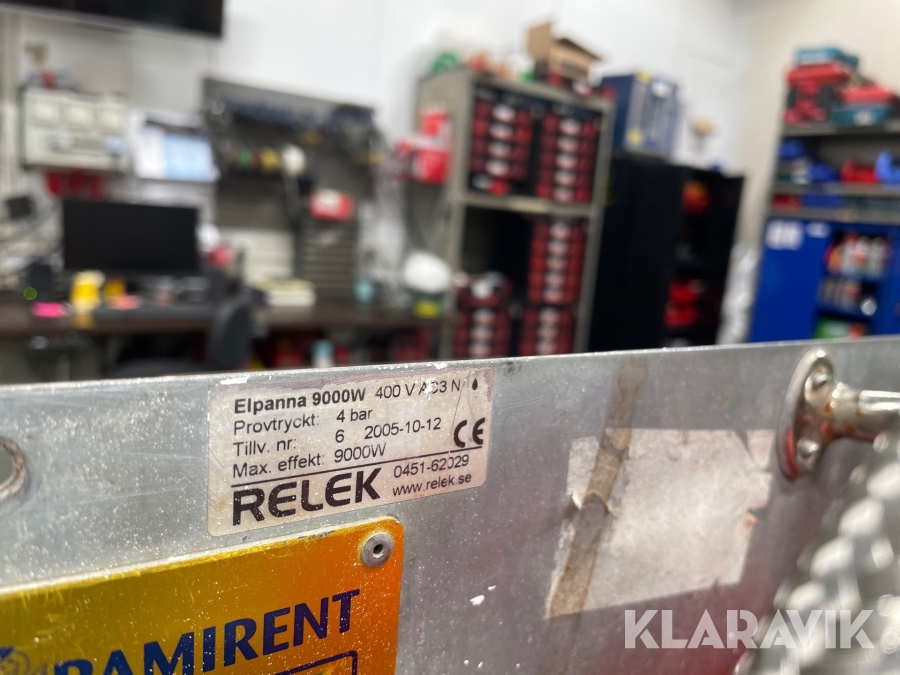 KLARAVIK
Elpanna 9000W 400 V AC3 N
Provtryckt: 4 bar
Tillv. nr: 6 2005-10-12
Max. effekt: 9000W
CE
RELEK 0451-62029
www.relek.se
RAMIRENT
KLARAVIK